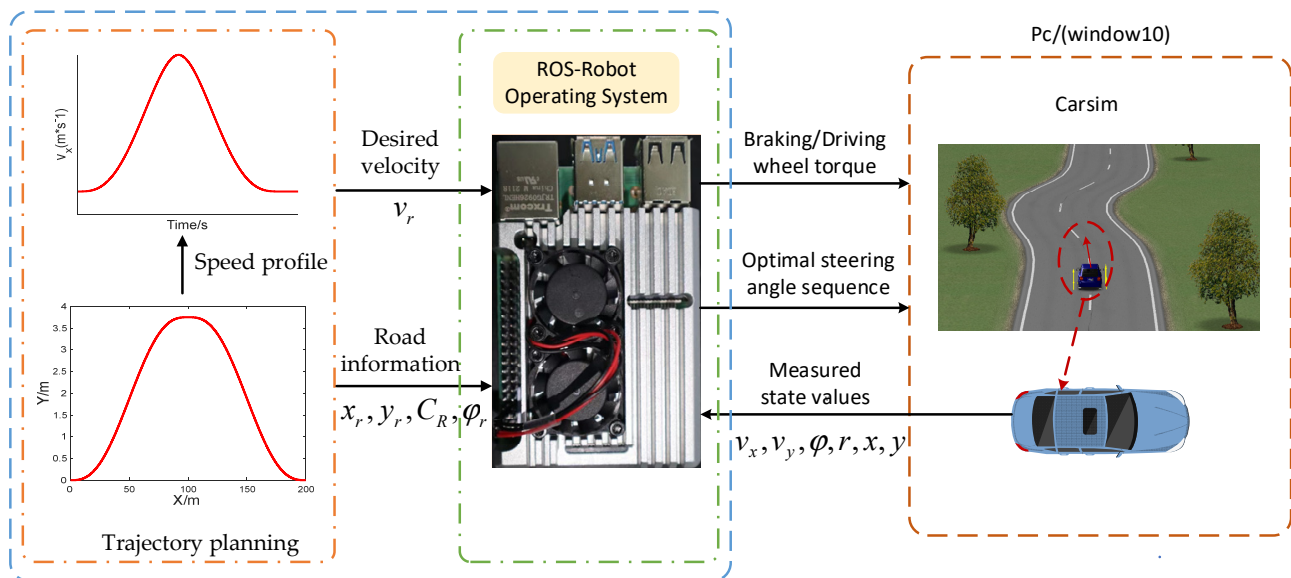 v_x(m*s^-1)
Time/s
Speed profile
4
3.5
3
2.5
2
1.5
1
0.5
0
Y/m
0
50
100
150
200
X/m
Trajectory planning
Desired
velocity
v_r
Road
information
x_r, y_r, C_R, φ_r
ROS-Robot
Operating System
Trxcom
Braking/Driving
wheel torque
Optimal steering
angle sequence
Measured
state values
v_x, v_y, φ, r, x, y
Pc/(window10)
Carsim